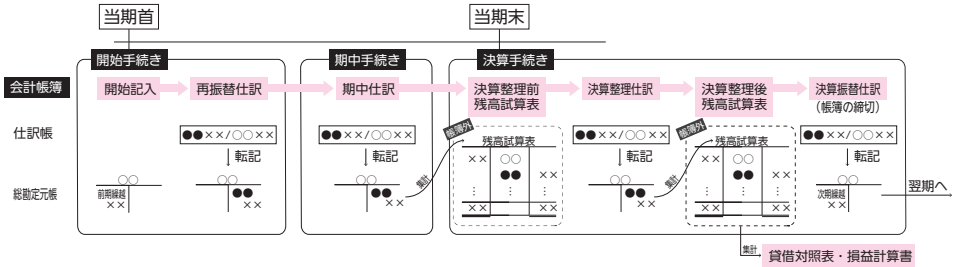 当期首
当期末
開始手続き
期中手続き
決算手続き
会計帳簿
開始記入
再振替仕訳
期中仕訳
決算整理前
残高試算表
決算整理仕訳
決算整理後
残高試算表
決算振替仕訳
(帳簿の締切)
仕訳帳
●●××/○○××
●●××/○○××
帳簿外
残高試算表
●●××/○○××
帳簿外
残高試算表
●●××/○○××
転記
転記
転記
転記
××
○○
●●
××
⋮
⋮
⋮
××
××
××
○○
●●
××
⋮
⋮
⋮
××
××
総勘定元帳
○○
前期繰越
××
○○
●●
××
○○
●●
××
集計
○○
●●
××
集計
○○
次期繰越
××
翌期へ
集計
貸借対照表・損益計算書